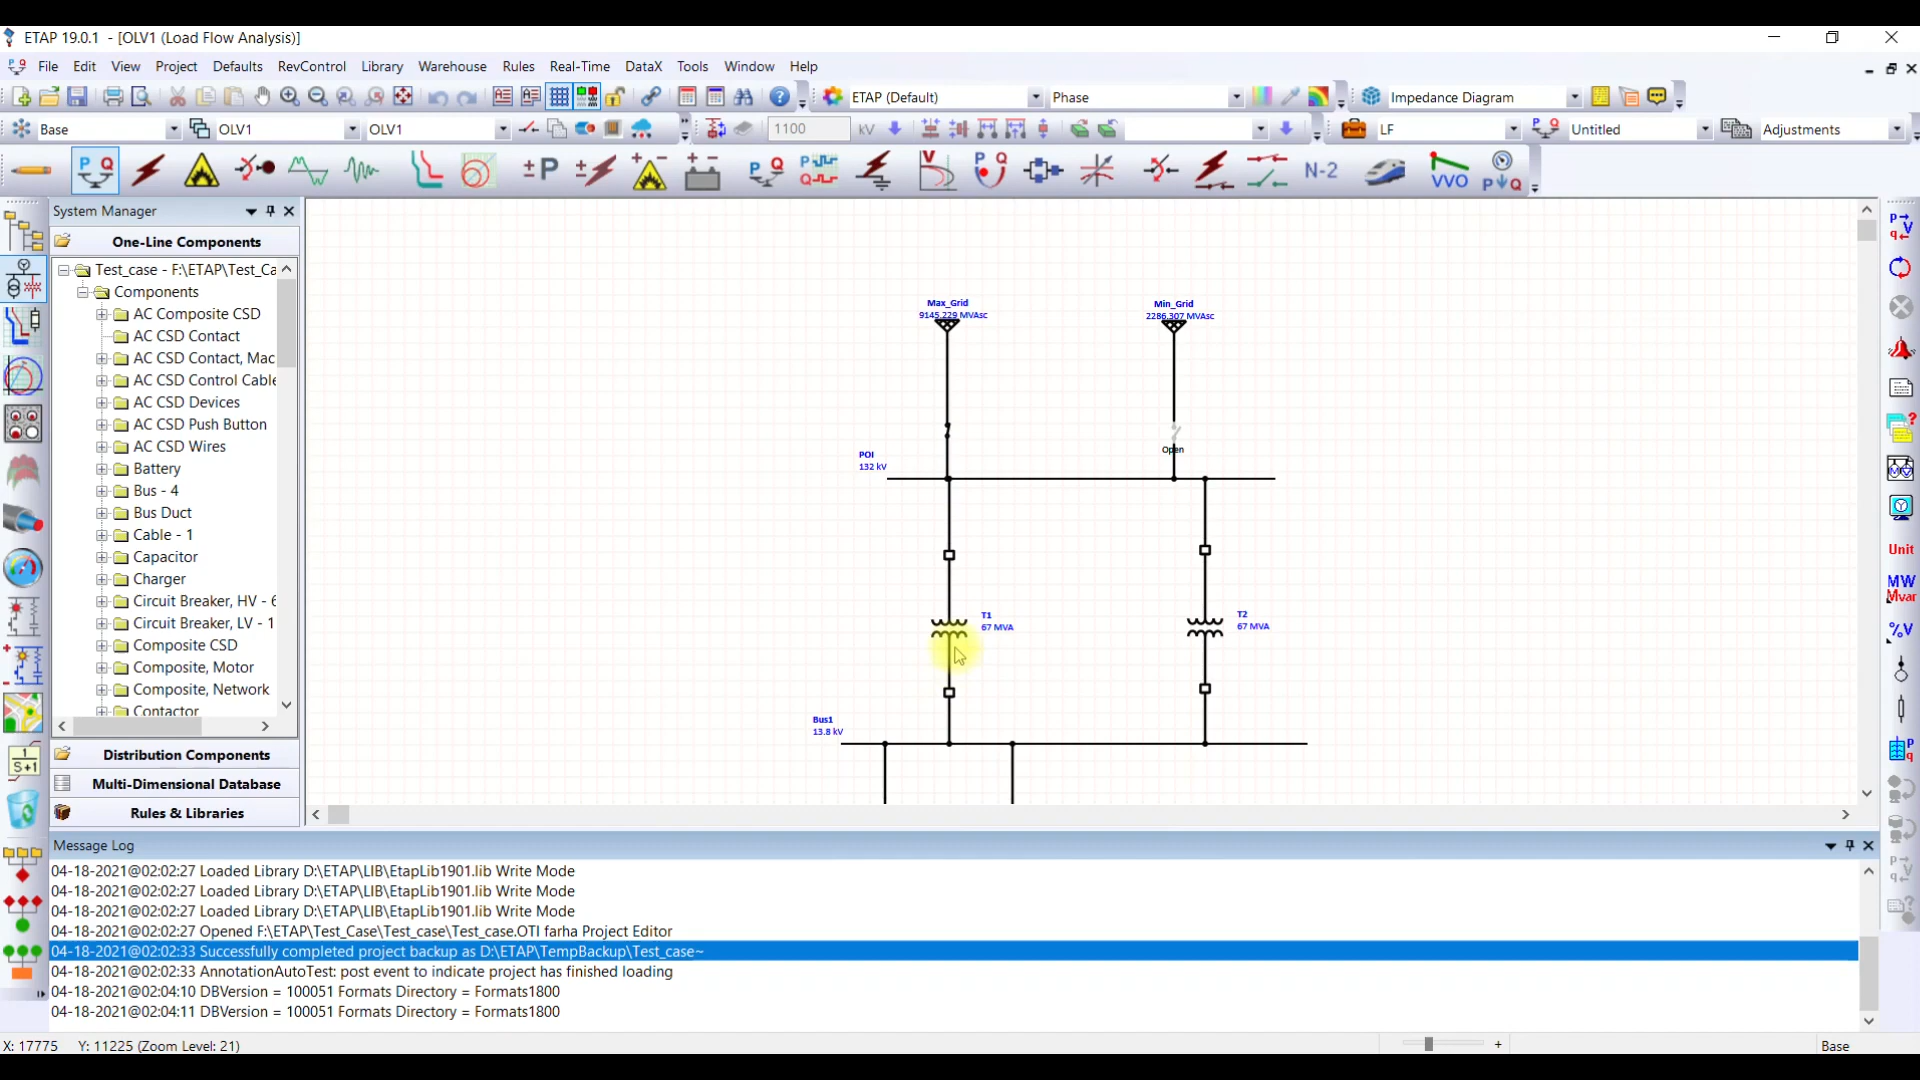 ETAP 19.0.1 - [OLV1 (Load Flow Analysis)]
File Edit View Project Defaults RevControl Library Warehouse Rules Real-Time DataX Tools Window Help
ETAP (Default) Phase Impedance Diagram
Base OLV1 OLV1 1100 kV LF Untitled Adjustments
P Q ± P P Q P Q V P Q N-2 VVO P Q
System Manager
One-Line Components
Test_case - F:\ETAP\Test_Ca
Components
AC Composite CSD
AC CSD Contact
AC CSD Contact, Mac
AC CSD Control Cable
AC CSD Devices
AC CSD Push Button
AC CSD Wires
Battery
Bus - 4
Bus Duct
Cable - 1
Capacitor
Charger
Circuit Breaker, HV - 6
Circuit Breaker, LV - 1
Composite CSD
Composite, Motor
Composite, Network
Contactor
Distribution Components
Multi-Dimensional Database
Rules & Libraries
1
S+1
Max_Grid
9145.229 MVAsc
Min_Grid
2286.307 MVAsc
Open
POI
132 kV
T1
67 MVA
T2
67 MVA
Bus1
13.8 kV
Unit
MW
Mvar
%V
Message Log
04-18-2021@02:02:27 Loaded Library D:\ETAP\LIB\EtapLib1901.lib Write Mode
04-18-2021@02:02:27 Loaded Library D:\ETAP\LIB\EtapLib1901.lib Write Mode
04-18-2021@02:02:27 Loaded Library D:\ETAP\LIB\EtapLib1901.lib Write Mode
04-18-2021@02:02:27 Opened F:\ETAP\Test_Case\Test_case\Test_case.OTI farha Project Editor
04-18-2021@02:02:33 Successfully completed project backup as D:\ETAP\TempBackup\Test_case~
04-18-2021@02:02:33 AnnotationAutoTest: post event to indicate project has finished loading
04-18-2021@02:04:10 DBVersion = 100051 Formats Directory = Formats1800
04-18-2021@02:04:11 DBVersion = 100051 Formats Directory = Formats1800
X: 17775 Y: 11225 (Zoom Level: 21)
Base